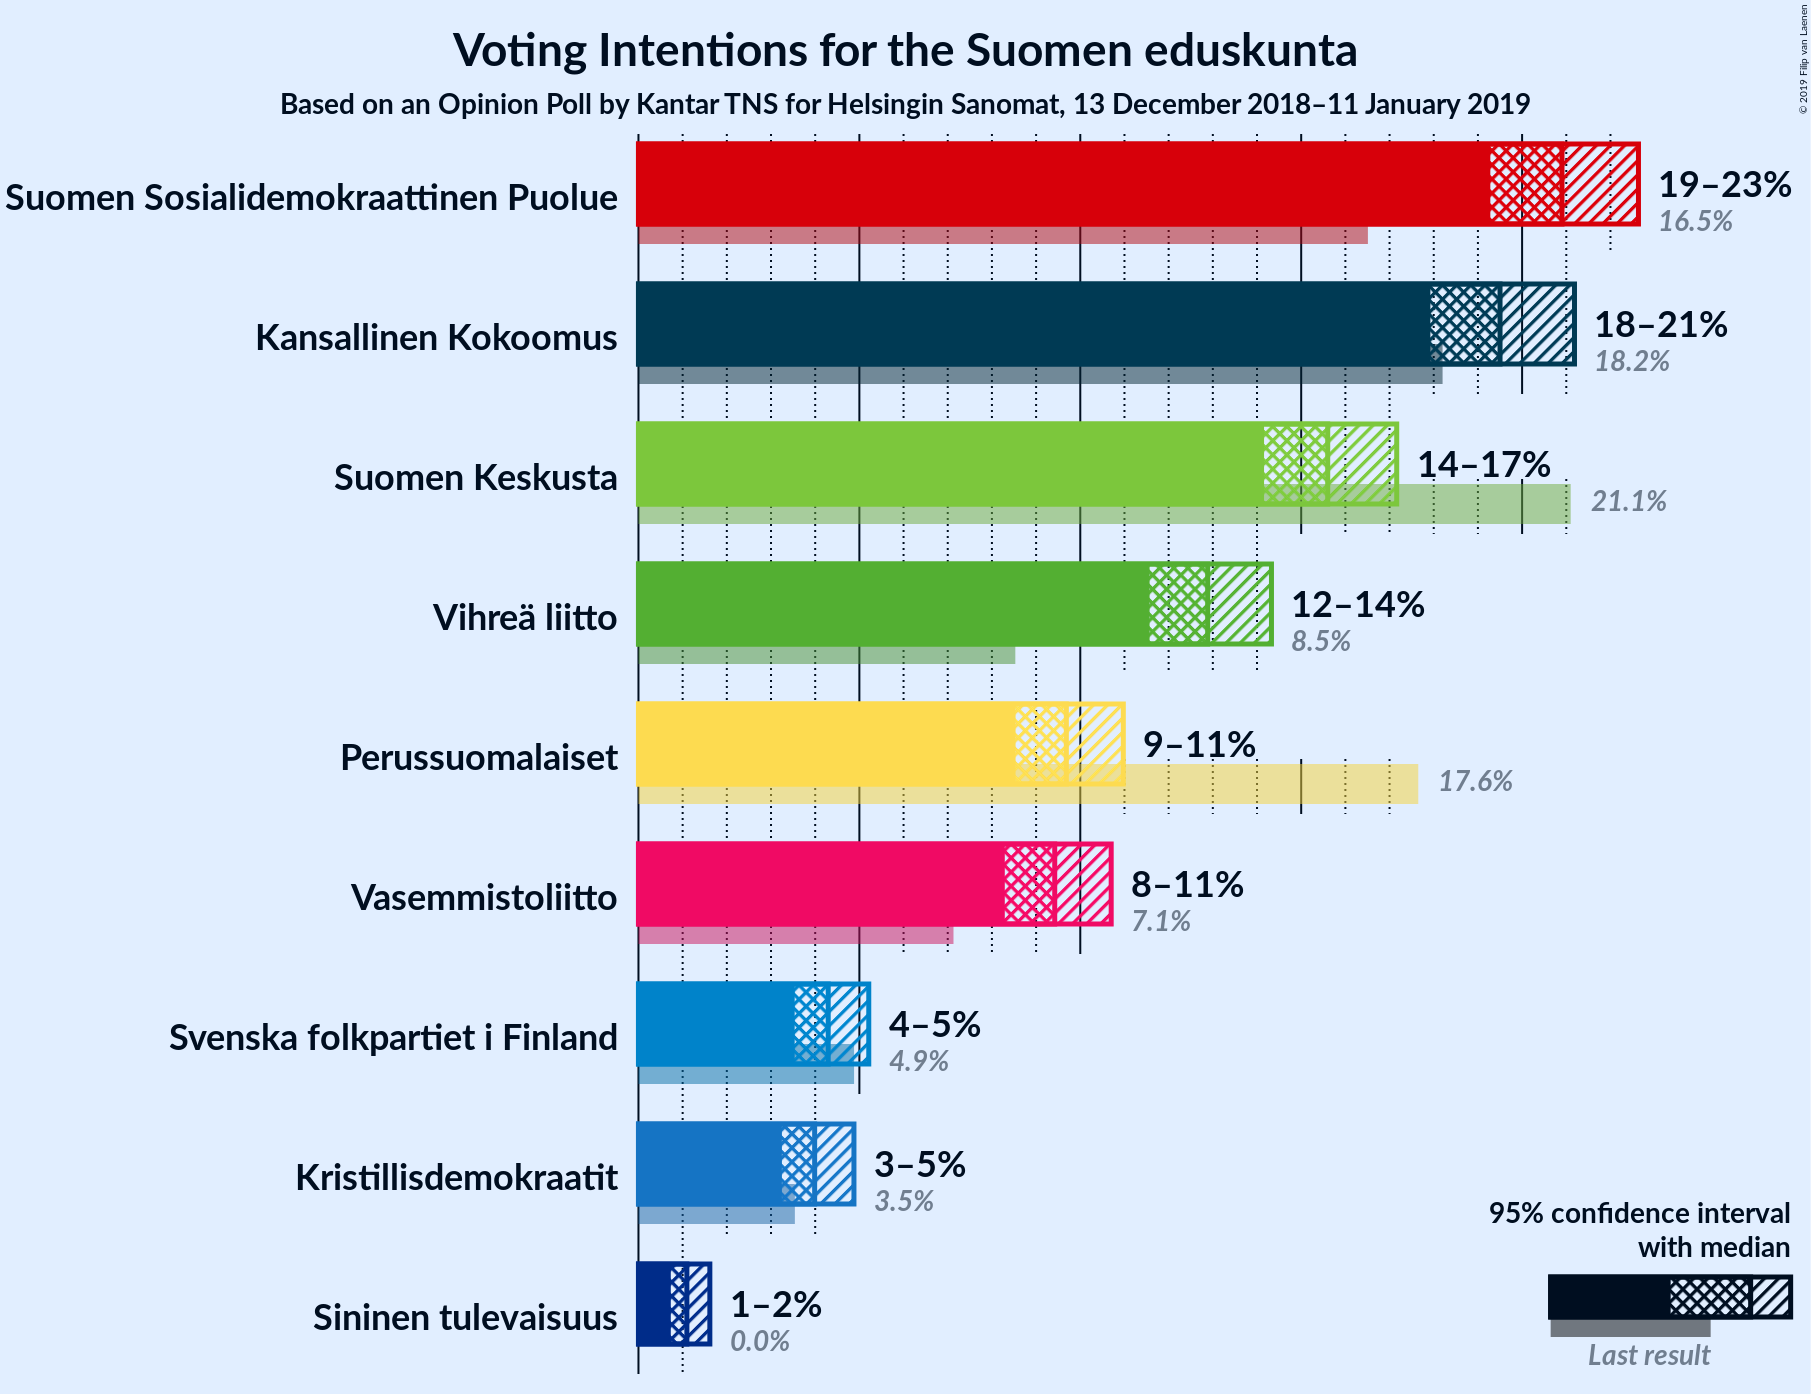 Voting Intentions for the Suomen eduskunta
Based on an Opinion Poll by Kantar TNS for Helsingin Sanomat, 13 December 2018–11 January 2019
© 2019 Filip van Laenen
Suomen Sosialidemokraattinen Puolue
19–23%
16.5%
Kansallinen Kokoomus
18–21%
18.2%
Suomen Keskusta
14–17%
21.1%
Vihreä liitto
12–14%
8.5%
Perussuomalaiset
9–11%
17.6%
Vasemmistoliitto
8–11%
7.1%
Svenska folkpartiet i Finland
4–5%
4.9%
Kristillisdemokraatit
3–5%
3.5%
Sininen tulevaisuus
1–2%
0.0%
95% confidence interval
with median
Last result